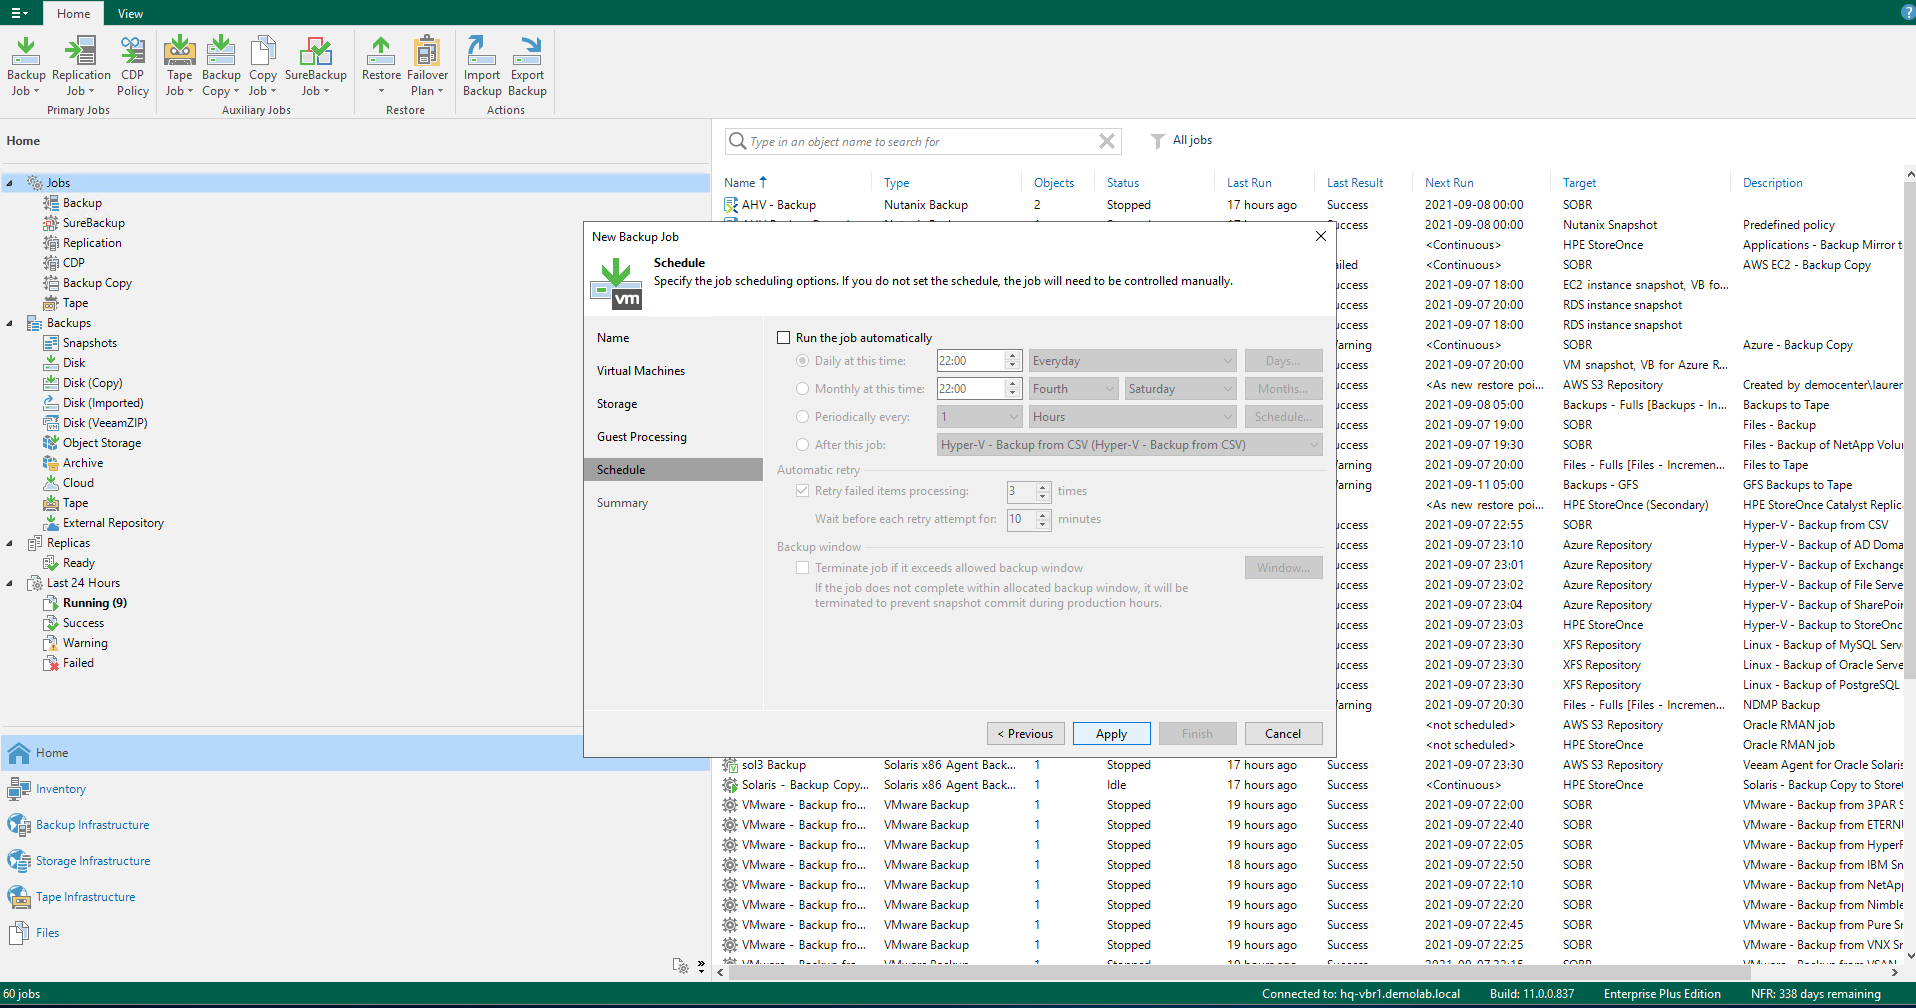 Home
View
?
Backup Job
Replication Job
CDP Policy
Tape Job
Backup Copy
Copy Job
SureBackup Job
Restore
Failover Plan
Import Backup
Export Backup
Primary Jobs
Auxiliary Jobs
Restore
Actions
Home
Jobs
Backup
SureBackup
Replication
CDP
Backup Copy
Tape
Backups
Snapshots
Disk
Disk (Copy)
Disk (Imported)
Disk (VeeamZIP)
Object Storage
Archive
Cloud
Tape
External Repository
Replicas
Ready
Last 24 Hours
Running (9)
Success
Warning
Failed
Home
Inventory
Backup Infrastructure
Storage Infrastructure
Tape Infrastructure
Files
Type in an object name to search for
All jobs
Name Type Objects Status Last Run Last Result Next Run Target Description
AHV - Backup Nutanix Backup 2 Stopped 17 hours ago Success 2021-09-08 00:00 SOBR
2021-09-08 00:00 Nutanix Snapshot Predefined policy
<Continuous> HPE StoreOnce Applications - Backup Mirror t
ailed <Continuous> SOBR AWS EC2 - Backup Copy
uccess 2021-09-07 18:00 EC2 instance snapshot, VB fo...
uccess 2021-09-07 20:00 RDS instance snapshot
uccess 2021-09-07 18:00 RDS instance snapshot
arning <Continuous> SOBR Azure - Backup Copy
uccess 2021-09-07 20:00 VM snapshot, VB for Azure R...
uccess <As new restore poi... AWS S3 Repository Created by democenter\laure
uccess 2021-09-08 05:00 Backups - Fulls [Backups - In... Backups to Tape
uccess 2021-09-07 19:00 SOBR Files - Backup
uccess 2021-09-07 19:30 SOBR Files - Backup of NetApp Volu
arning 2021-09-07 20:00 Files - Fulls [Files - Incremen... Files to Tape
arning 2021-09-11 05:00 Backups - GFS GFS Backups to Tape
<As new restore poi... HPE StoreOnce (Secondary) HPE StoreOnce Catalyst Replic
uccess 2021-09-07 22:55 SOBR Hyper-V - Backup from CSV
uccess 2021-09-07 23:10 Azure Repository Hyper-V - Backup of AD Doma
uccess 2021-09-07 23:01 Azure Repository Hyper-V - Backup of Exchange
uccess 2021-09-07 23:02 Azure Repository Hyper-V - Backup of File Serve
uccess 2021-09-07 23:04 Azure Repository Hyper-V - Backup of SharePoi
uccess 2021-09-07 23:03 HPE StoreOnce Hyper-V - Backup to StoreOnc
uccess 2021-09-07 23:30 XFS Repository Linux - Backup of MySQL Serv
uccess 2021-09-07 23:30 XFS Repository Linux - Backup of Oracle Serve
uccess 2021-09-07 23:30 XFS Repository Linux - Backup of PostgreSQL
arning 2021-09-07 20:30 Files - Fulls [Files - Incremen... NDMP Backup
uccess <not scheduled> AWS S3 Repository Oracle RMAN job
uccess <not scheduled> HPE StoreOnce Oracle RMAN job
sol3 Backup Solaris x86 Agent Back... 1 Stopped 17 hours ago Success 2021-09-07 23:30 AWS S3 Repository Veeam Agent for Oracle Solaris
Solaris - Backup Copy... Solaris x86 Agent Back... 1 Idle 17 hours ago Success <Continuous> HPE StoreOnce Solaris - Backup Copy to Store
VMware - Backup fro... VMware Backup 1 Stopped 19 hours ago Success 2021-09-07 22:00 SOBR VMware - Backup from 3PAR S
VMware - Backup fro... VMware Backup 1 Stopped 19 hours ago Success 2021-09-07 22:40 SOBR VMware - Backup from ETERN
VMware - Backup fro... VMware Backup 1 Stopped 19 hours ago Success 2021-09-07 22:05 SOBR VMware - Backup from HyperF
VMware - Backup fro... VMware Backup 1 Stopped 18 hours ago Success 2021-09-07 22:50 SOBR VMware - Backup from IBM Sn
VMware - Backup fro... VMware Backup 1 Stopped 19 hours ago Success 2021-09-07 22:10 SOBR VMware - Backup from NetApp
VMware - Backup fro... VMware Backup 1 Stopped 19 hours ago Success 2021-09-07 22:20 SOBR VMware - Backup from Nimble
VMware - Backup fro... VMware Backup 1 Stopped 19 hours ago Success 2021-09-07 22:45 SOBR VMware - Backup from Pure S
VMware - Backup fro... VMware Backup 1 Stopped 19 hours ago Success 2021-09-07 22:25 SOBR VMware - Backup from VNX S
New Backup Job
vm
Schedule
Specify the job scheduling options. If you do not set the schedule, the job will need to be controlled manually.
Name
Virtual Machines
Storage
Guest Processing
Schedule
Summary
Run the job automatically
Daily at this time: 22:00 Everyday Days...
Monthly at this time: 22:00 Fourth Saturday Months...
Periodically every: 1 Hours Schedule...
After this job: Hyper-V - Backup from CSV (Hyper-V - Backup from CSV)
Automatic retry
Retry failed items processing: 3 times
Wait before each retry attempt for: 10 minutes
Backup window
Terminate job if it exceeds allowed backup window Window...
If the job does not complete within allocated backup window, it will be
terminated to prevent snapshot commit during production hours.
< Previous Apply Finish Cancel
60 jobs
Connected to: hq-vbr1.demolab.local Build: 11.0.0.837 Enterprise Plus Edition NFR: 338 days remaining